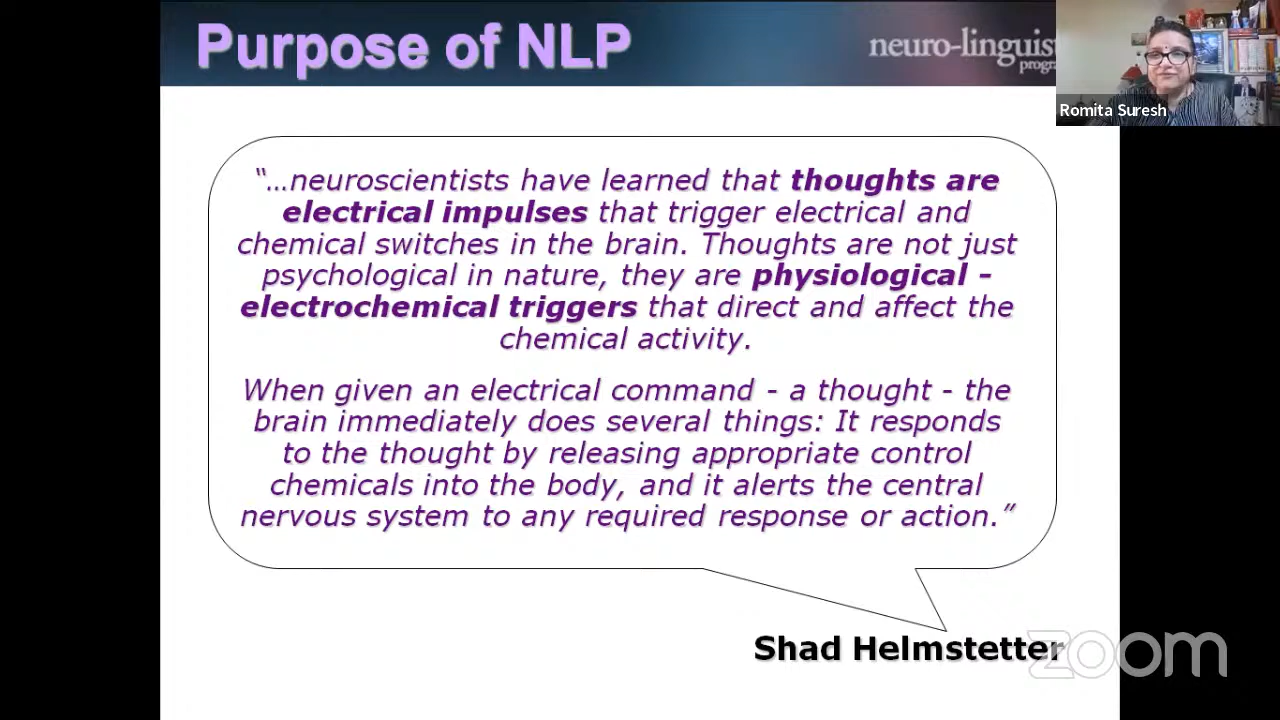 Purpose of NLP
neuro-linguist
progra
Romita Suresh
“…neuroscientists have learned that thoughts are
electrical impulses that trigger electrical and
chemical switches in the brain. Thoughts are not just
psychological in nature, they are physiological -
electrochemical triggers that direct and affect the
chemical activity.
When given an electrical command - a thought - the
brain immediately does several things: It responds
to the thought by releasing appropriate control
chemicals into the body, and it alerts the central
nervous system to any required response or action.”
Shad Helmstetter
zoom